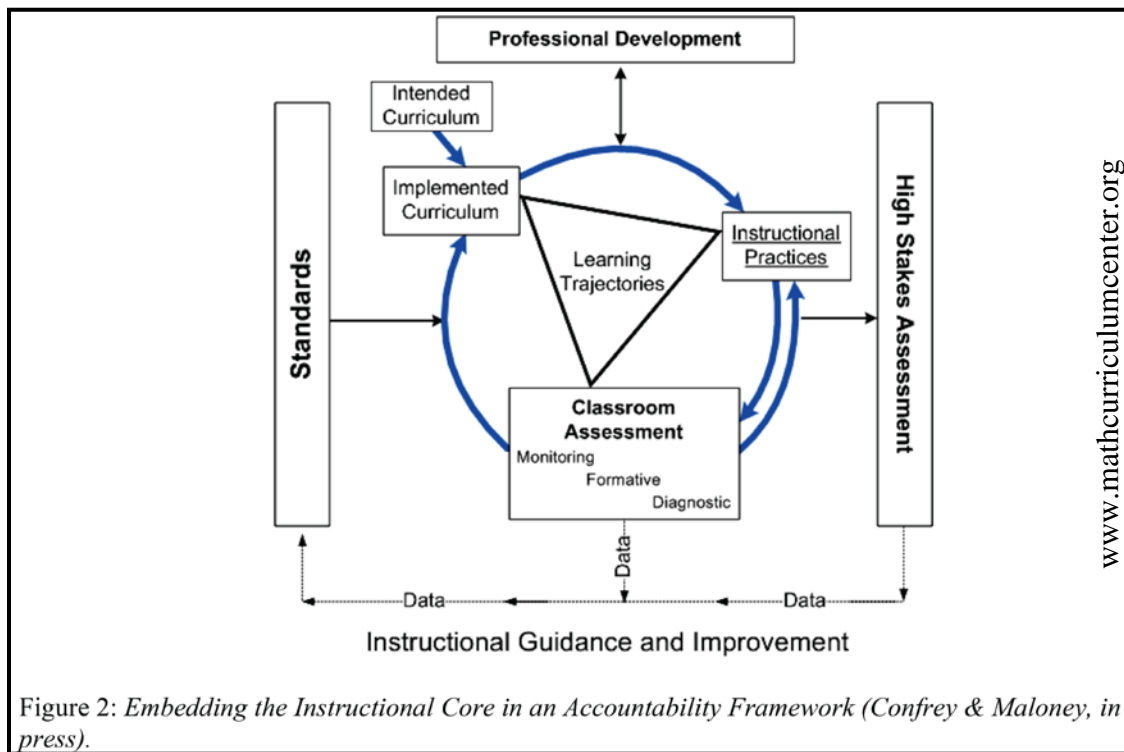 Professional Development
Intended
Curriculum
Implemented
Curriculum
Instructional
Practices
Learning
Trajectories
Standards
High Stakes Assessment
www.mathcurriculumcenter.org
Classroom
Assessment
Monitoring
Formative
Diagnostic
Data
Data
Data
Instructional Guidance and Improvement
Figure 2: Embedding the Instructional Core in an Accountability Framework (Confrey & Maloney, in
press).